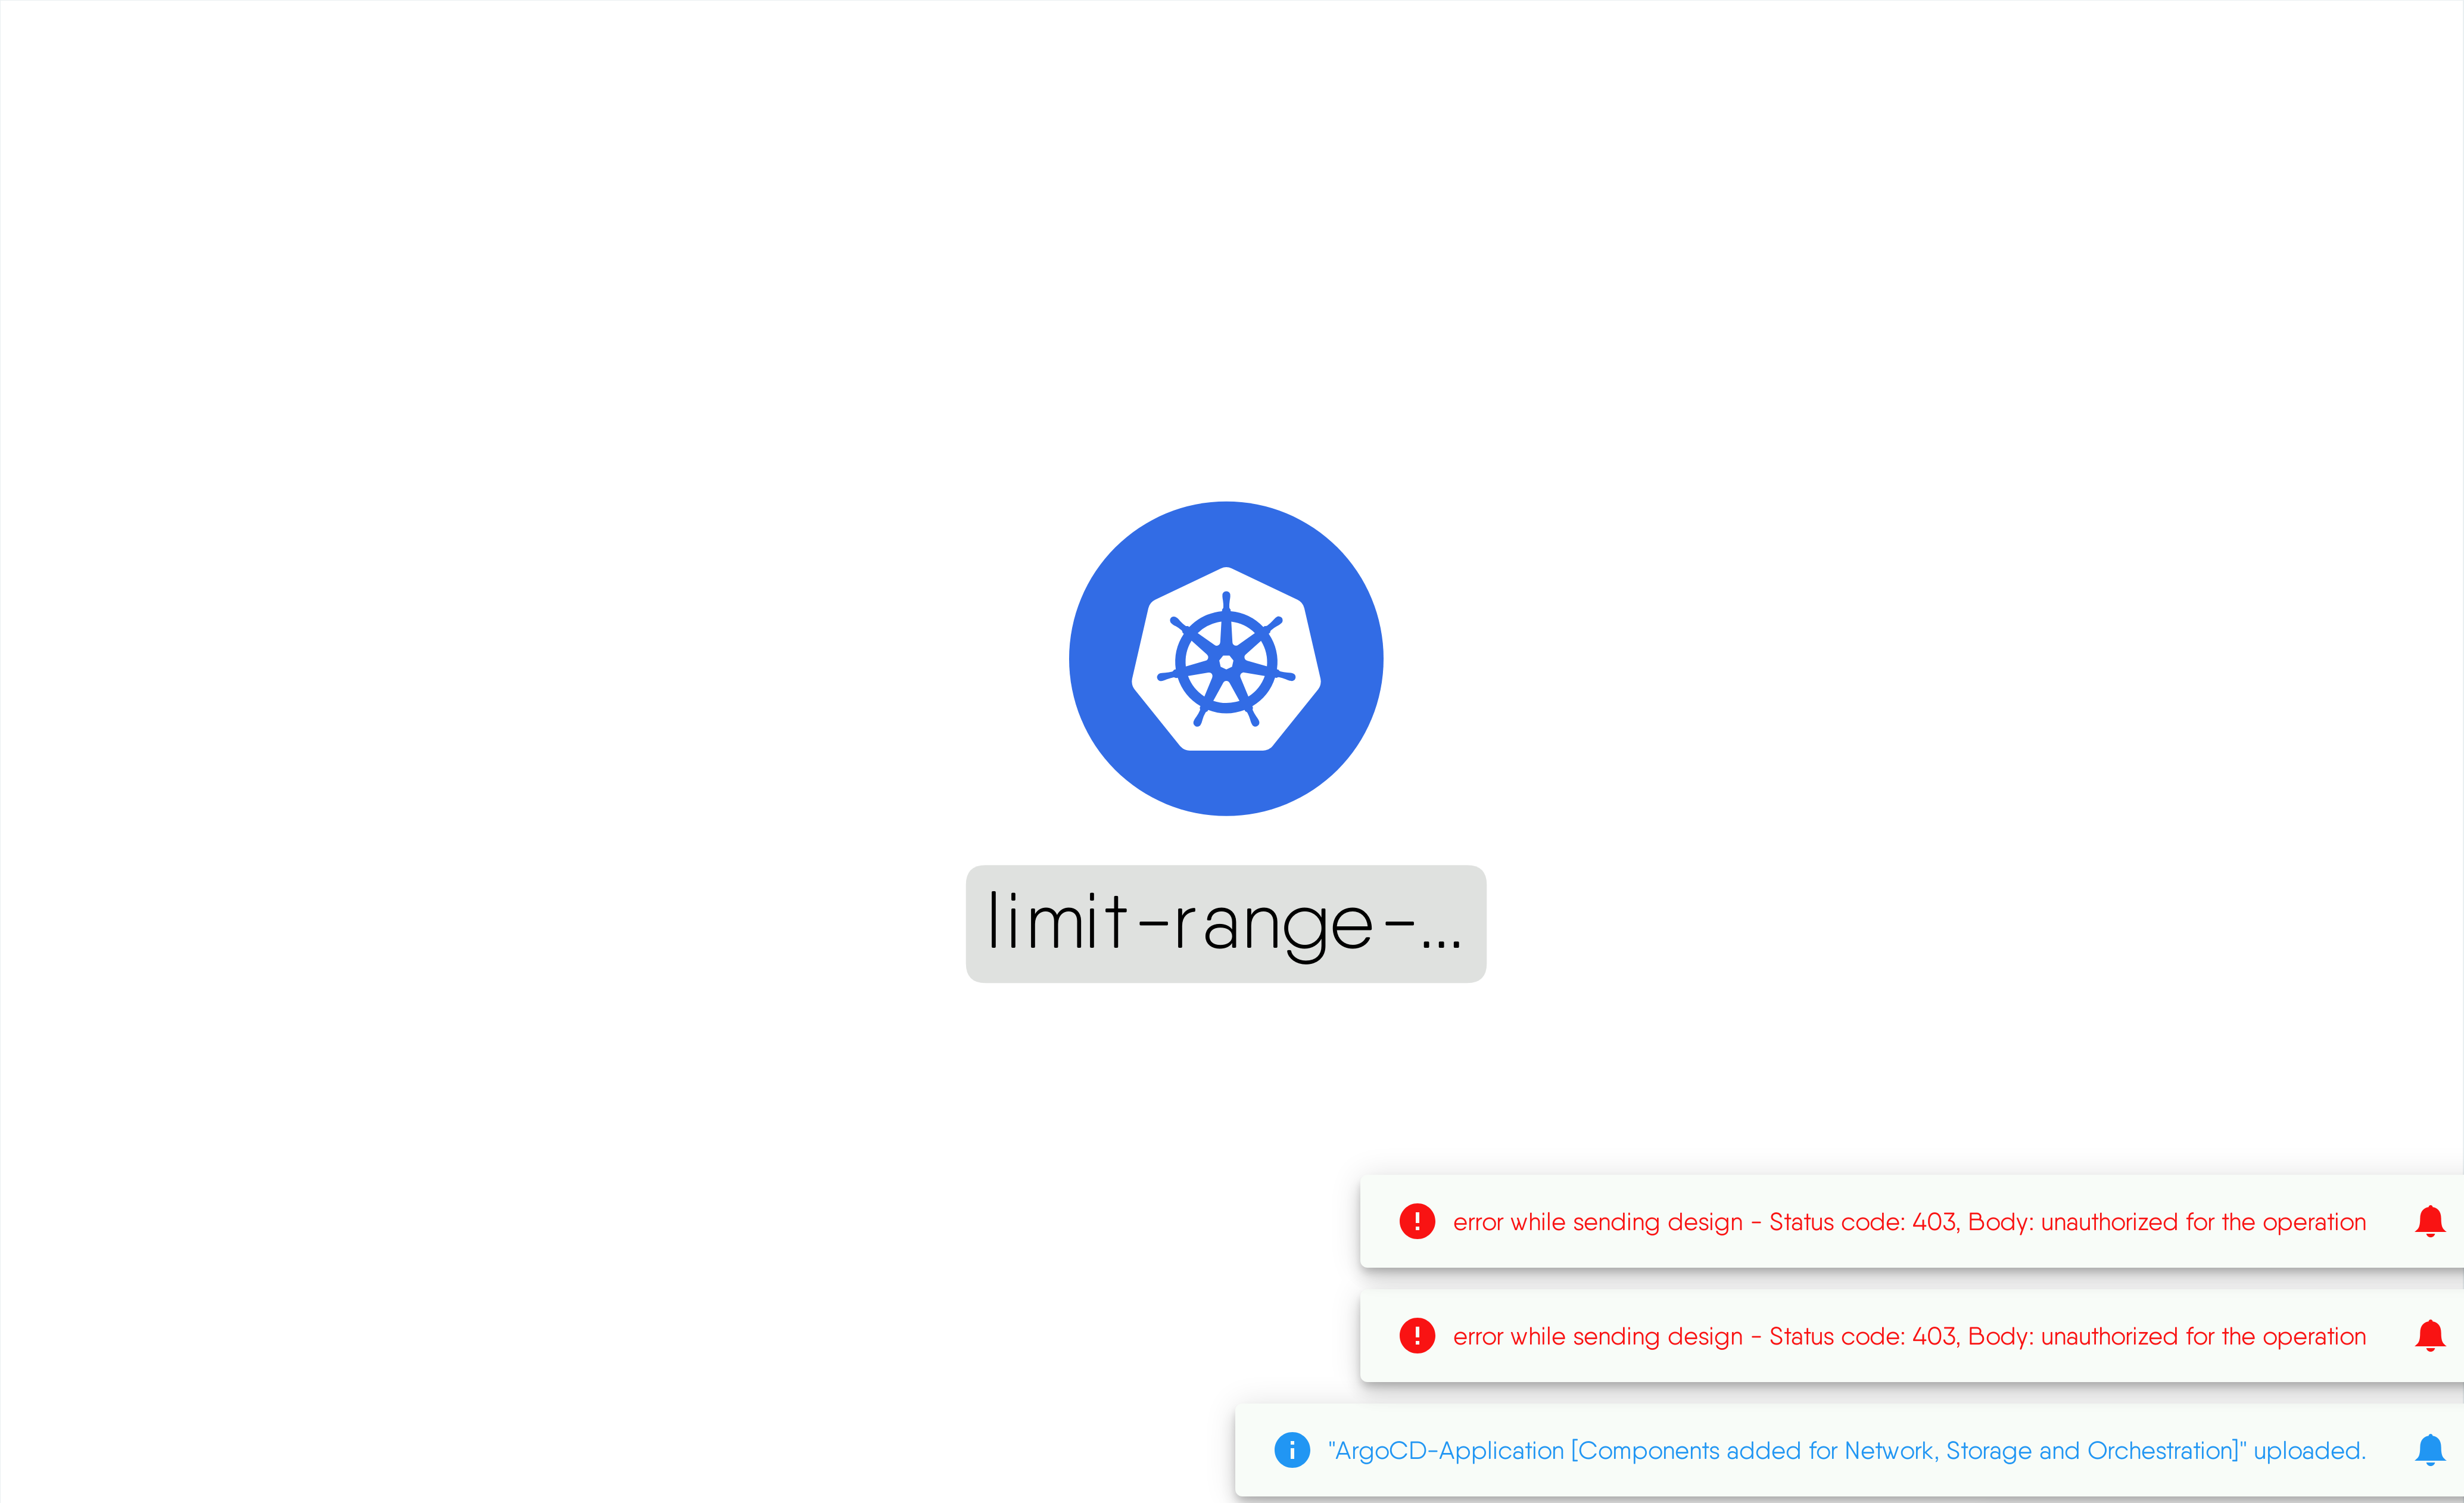 limit-range-...
error while sending design - Status code: 403, Body: unauthorized for the operation
error while sending design - Status code: 403, Body: unauthorized for the operation
"ArgoCD-Application [Components added for Network, Storage and Orchestration]" uploaded.